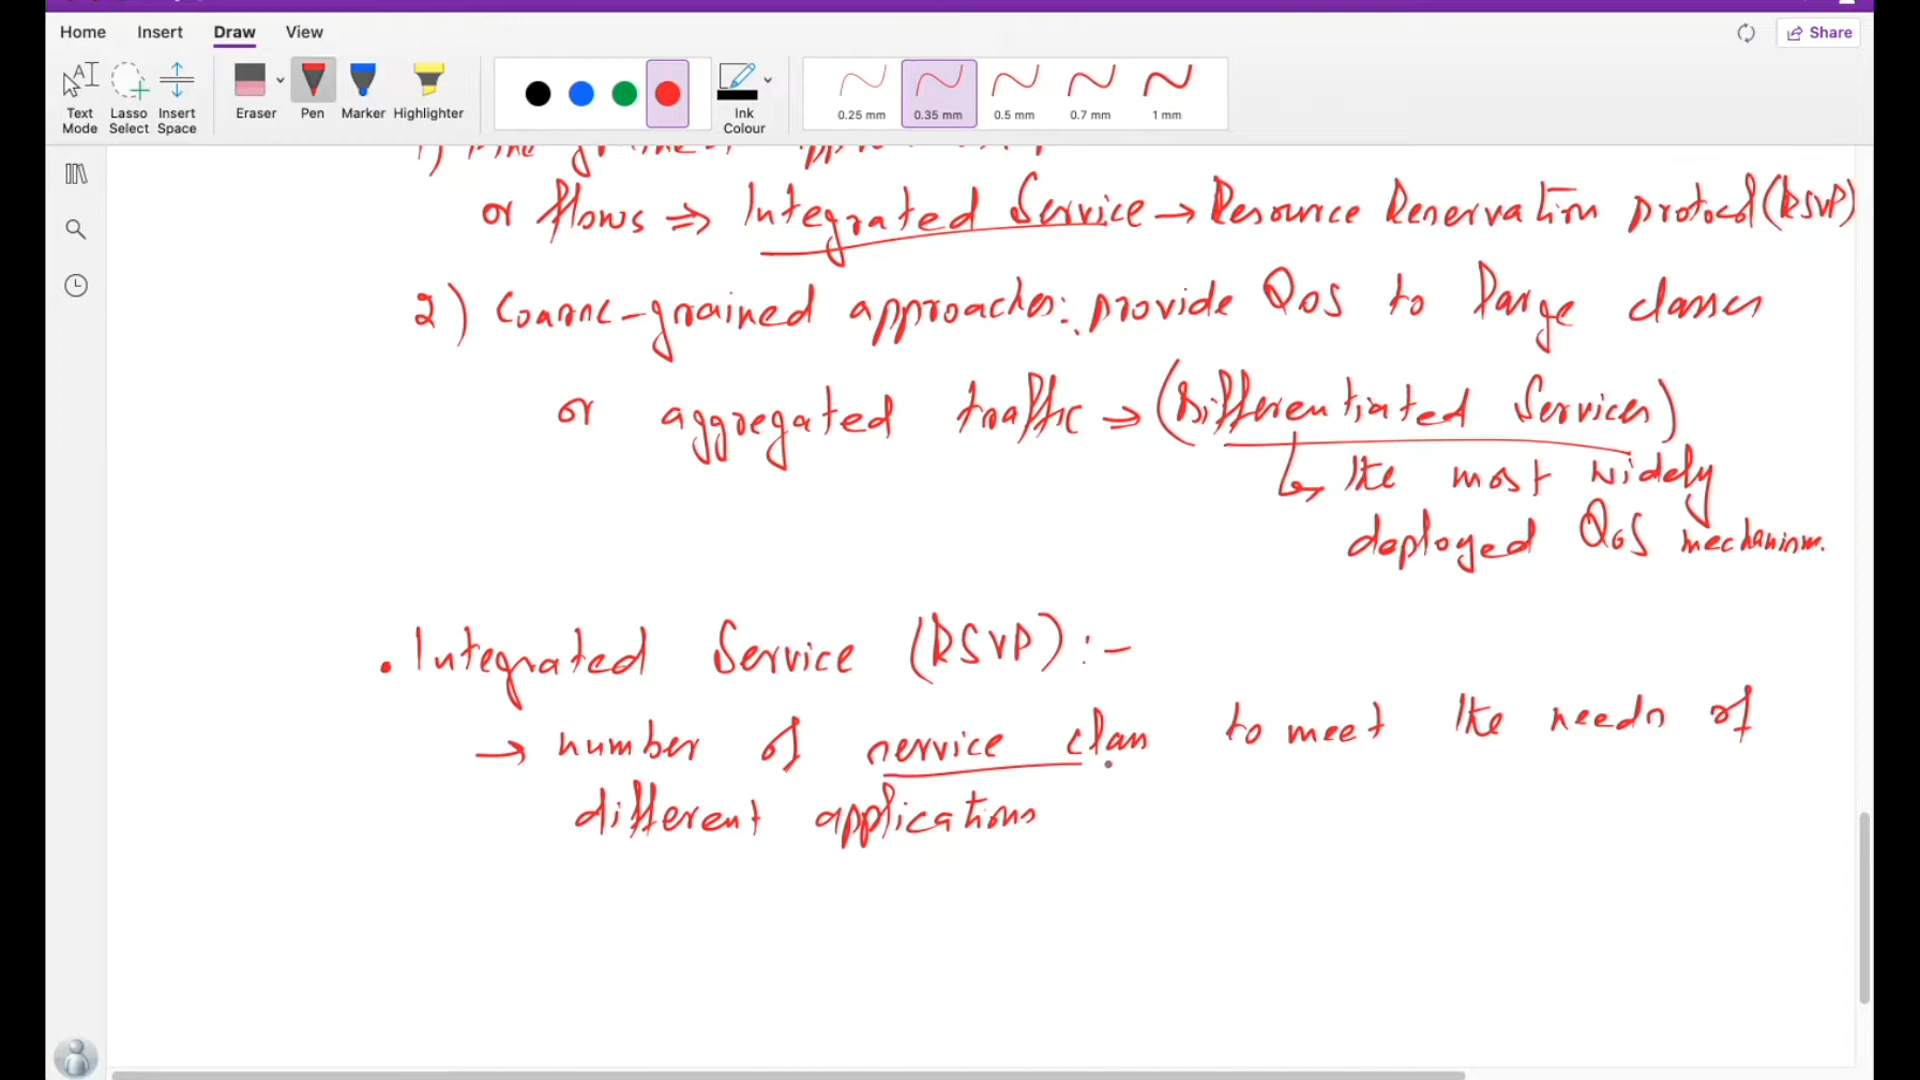 Home Insert Draw View
Share
Text Mode
Lasso Select
Insert Space
Eraser
Pen
Marker
Highlighter
Ink Colour
0.25 mm
0.35 mm
0.5 mm
0.7 mm
1 mm
or flows ⇒ Integrated Service → Resource Reservation protocol (RSVP)
2) Coarse-grained approaches: provide QoS to large classes
or aggregated traffic ⇒ (Differentiated Services)
↳ the most widely
deployed QoS mechanism.
• Integrated Service (RSVP) :-
→ number of service class to meet the needs of
different applications